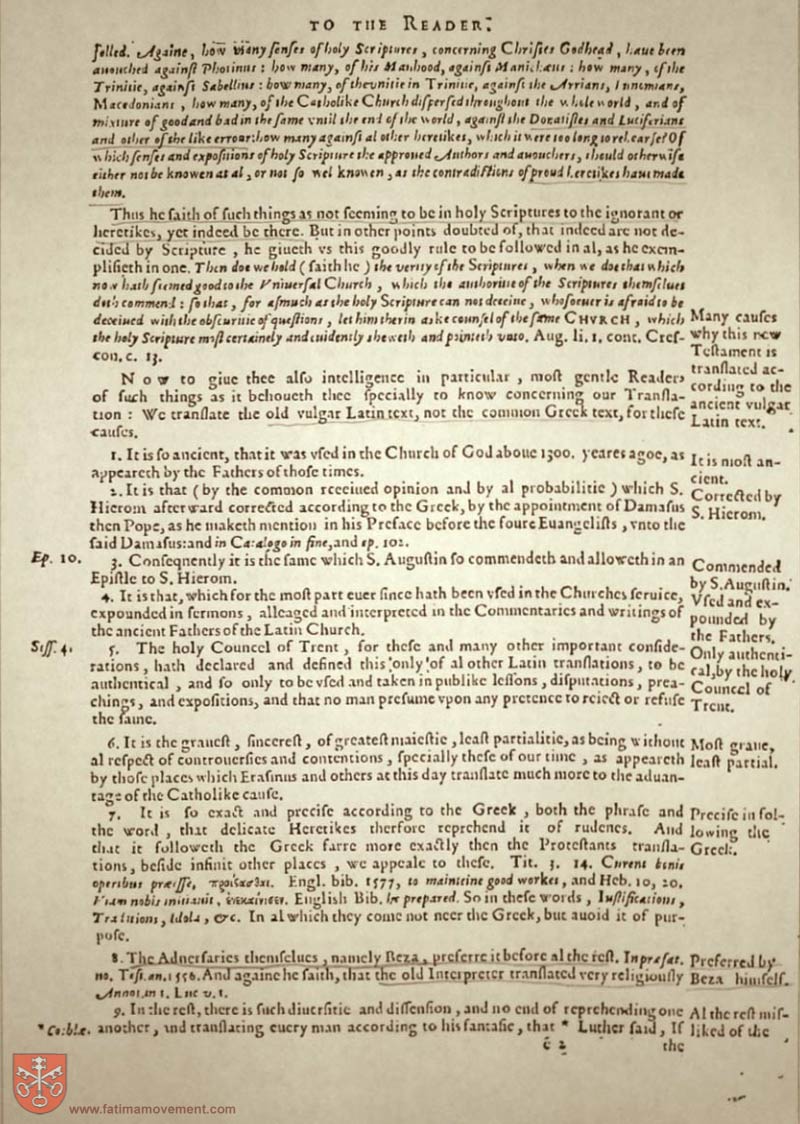 TO THE READER:
ſelled. Againe, how many ſenſes of holy Scriptures, concerning Chriſtes Godhead, haue been
auouched againſt Photinus: how many, of his Manhood, againſt Manichæus: how many, of the
Trinitie, againſt Sabellius: how many, of the vnitie in Trinitie, againſt the Arrians, Eunomians,
Macedonians, how many, of the Catholike Church diſperſed throughout the whole world, and of
mixture of good and bad in the ſame vntil the end of the world, againſt the Donatiſtes and Luciferians
and other of the like errour: how many againſt al other heretikes, which it were too long to rehearſe? Of
which ſenſes and expoſitions of holy Scripture the approued Authors and auouchers, ſhould otherwiſe
either not be knowen at al, or not ſo wel knowen, as the contradictions of proud heretikes haue made
them.
Thus he ſaith of ſuch things as not ſeeming to be in holy Scriptures to the ignorant or
heretikes, yet indeed be there. But in other points doubted of, that indeed are not de-
cided by Scripture, he giueth vs this goodly rule to be followed in al, as he exem-
plifieth in one. Then doe we hold (ſaith he) the verity of the Scriptures, when we doe that which
now hath ſeemed good to the Vniuerſal Church, which the authoritie of the Scriptures themſelues
doth commend: ſo that, for aſmuch as the holy Scripture can not deceiue, whoſoeuer is afraid to be
deceiued with the obſcuritie of queſtions, let him therin aske counſel of the ſame CHVRCH, which
the holy Scripture moſt certainely and euidently ſheweth and pointeth vnto. Aug. li. 1. cont. Creſ-
con. c. 13.
Many cauſes
why this new
Teſtament is
tranſlated ac-
cording to the
ancient vulgar
Latin text.
NOW to giue thee alſo intelligence in particular, moſt gentle Reader,
of ſuch things as it behoueth thee ſpecially to know concerning our Tranſla-
tion: We tranſlate the old vulgar Latin text, not the common Greek text, for theſe
cauſes.
1. It is ſo ancient, that it was vſed in the Church of God aboue 1300. yeares agoe, as
appeareth by the Fathers of thoſe times.
It is moſt an-
cient.
2. It is that (by the common receiued opinion and by al probabilitie) which S.
Hierom afterward corrected according to the Greek, by the appointment of Damaſus
then Pope, as he maketh mention in his Preface before the foure Euangeliſts, vnto the
ſaid Damaſus: and in Catalogo in fine, and ep. 102.
Corrected by
S. Hierom.
Ep. 10.
3. Conſequently it is the ſame which S. Auguſtin ſo commendeth and alloweth in an
Epiſtle to S. Hierom.
Commended
by S. Auguſtin.
4. It is that, which for the moſt part euer ſince hath been vſed in the Churches ſeruice,
expounded in ſermons, alleaged and interpreted in the Commentaries and writings of
the ancient Fathers of the Latin Church.
Vſed and ex-
pounded by
the Fathers.
Seſſ. 4.
5. The holy Councel of Trent, for theſe and many other important conſide-
rations, hath declared and defined this only of al other Latin tranſlations, to be
authentical, and ſo only to be vſed and taken in publike leſſons, diſputations, prea-
chings, and expoſitions, and that no man preſume vpon any pretence to reiect or refuſe
the ſame.
Only authenti-
cal, by the holy
Councel of
Trent.
6. It is the graueſt, ſincereſt, of greateſt maieſtie, leaſt partialitie, as being without
al reſpect of controuerſies and contentions, ſpecially theſe of our time, as appeareth
by thoſe places which Eraſmus and others at this day tranſlate much more to the aduan-
tage of the Catholike cauſe.
Moſt graue,
leaſt partial.
7. It is ſo exact and preciſe according to the Greek, both the phraſe and
the word, that delicate Heretikes therfore reprehend it of rudenes. And
that it followeth the Greek farre more exactly then the Proteſtants tranſla-
tions, beſide infinit other places, we appeale to theſe. Tit. 3. 14. Curent bonis
operibus præeſſe, προΐστασθαι. Engl. bib. 1577, to mainteine good workes, and Heb. 10, 20.
Viam nobis initiauit, ἐνεκαίνισεν. English Bib. he prepared. So in theſe words, Iuſtifications,
Traditions, Idola, &c. In al which they come not neer the Greek, but auoid it of pur-
poſe.
Preciſe in fol-
lowing the
Greek.
8. The Aduerſaries themſelues, namely Beza, preferre it before al the reſt. In præfat.
no. Teſt. an. 1556. And againe he ſaith, that the old Interpreter tranſlated very religiouſly
Annot. in 1. Luc v. 1.
Preferred by
Beza himſelf.
9. In the reſt, there is ſuch diuerſitie and diſſenſion, and no end of reprehending one
another, and tranſlating euery man according to his fantaſie, that * Luther ſaid, If
Al the reſt miſ-
liked of the
* Cochlæ.
c 2 the
www.fatimamovement.com